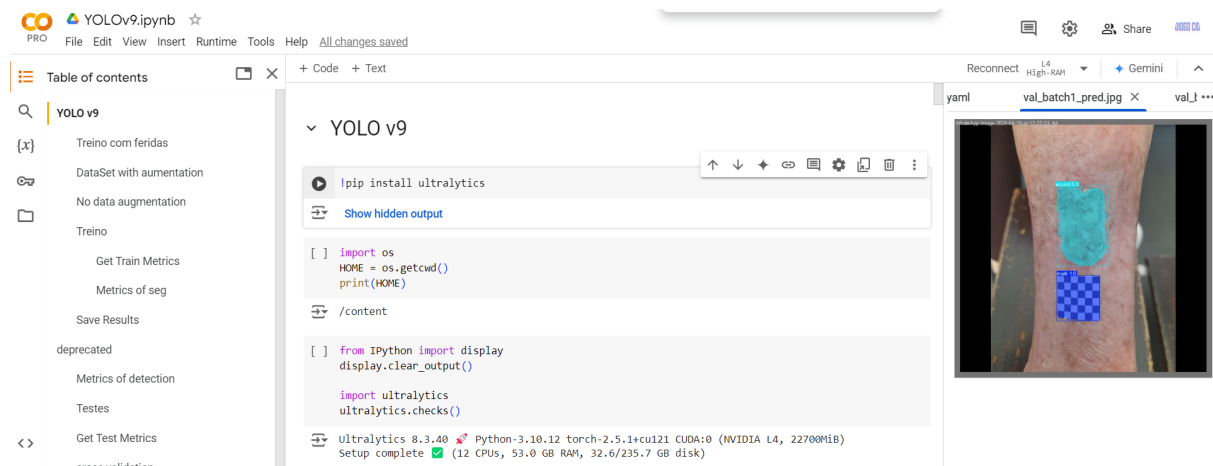 YOLOv9.ipynb
PRO
File Edit View Insert Runtime Tools Help All changes saved
Share
Table of contents
+ Code + Text
Reconnect L4 High-RAM
Gemini
YOLO v9
Treino com feridas
DataSet with aumentation
No data augmentation
Treino
Get Train Metrics
Metrics of seg
Save Results
deprecated
Metrics of detection
Testes
Get Test Metrics
{x}
<>
YOLO v9
!pip install ultralytics
Show hidden output
[ ] import os
HOME = os.getcwd()
print(HOME)
/content
[ ] from IPython import display
display.clear_output()
import ultralytics
ultralytics.checks()
Ultralytics 8.3.40 🚀 Python-3.10.12 torch-2.5.1+cu121 CUDA:0 (NVIDIA L4, 22700MiB)
Setup complete ✅ (12 CPUs, 53.0 GB RAM, 32.6/235.7 GB disk)
yaml val_batch1_pred.jpg val_t